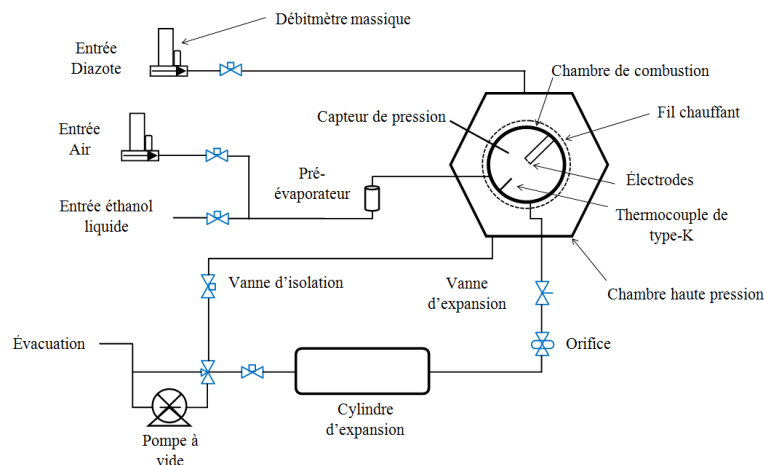 Débitmètre massique
Entrée
Diazote
Chambre de combustion
Capteur de pression
Fil chauffant
Entrée
Air
Pré-
évaporateur
Électrodes
Entrée éthanol
liquide
Thermocouple de
type-K
Vanne d’isolation
Vanne
d’expansion
Chambre haute pression
Évacuation
Orifice
Cylindre
d’expansion
Pompe à
vide